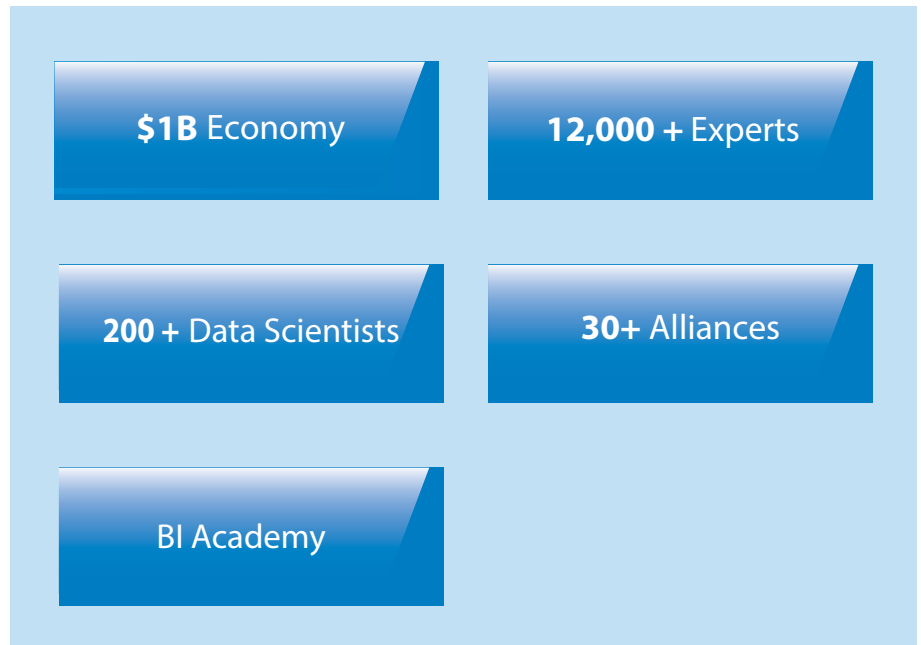 $1B Economy
12,000 + Experts
200 + Data Scientists
30+ Alliances
BI Academy